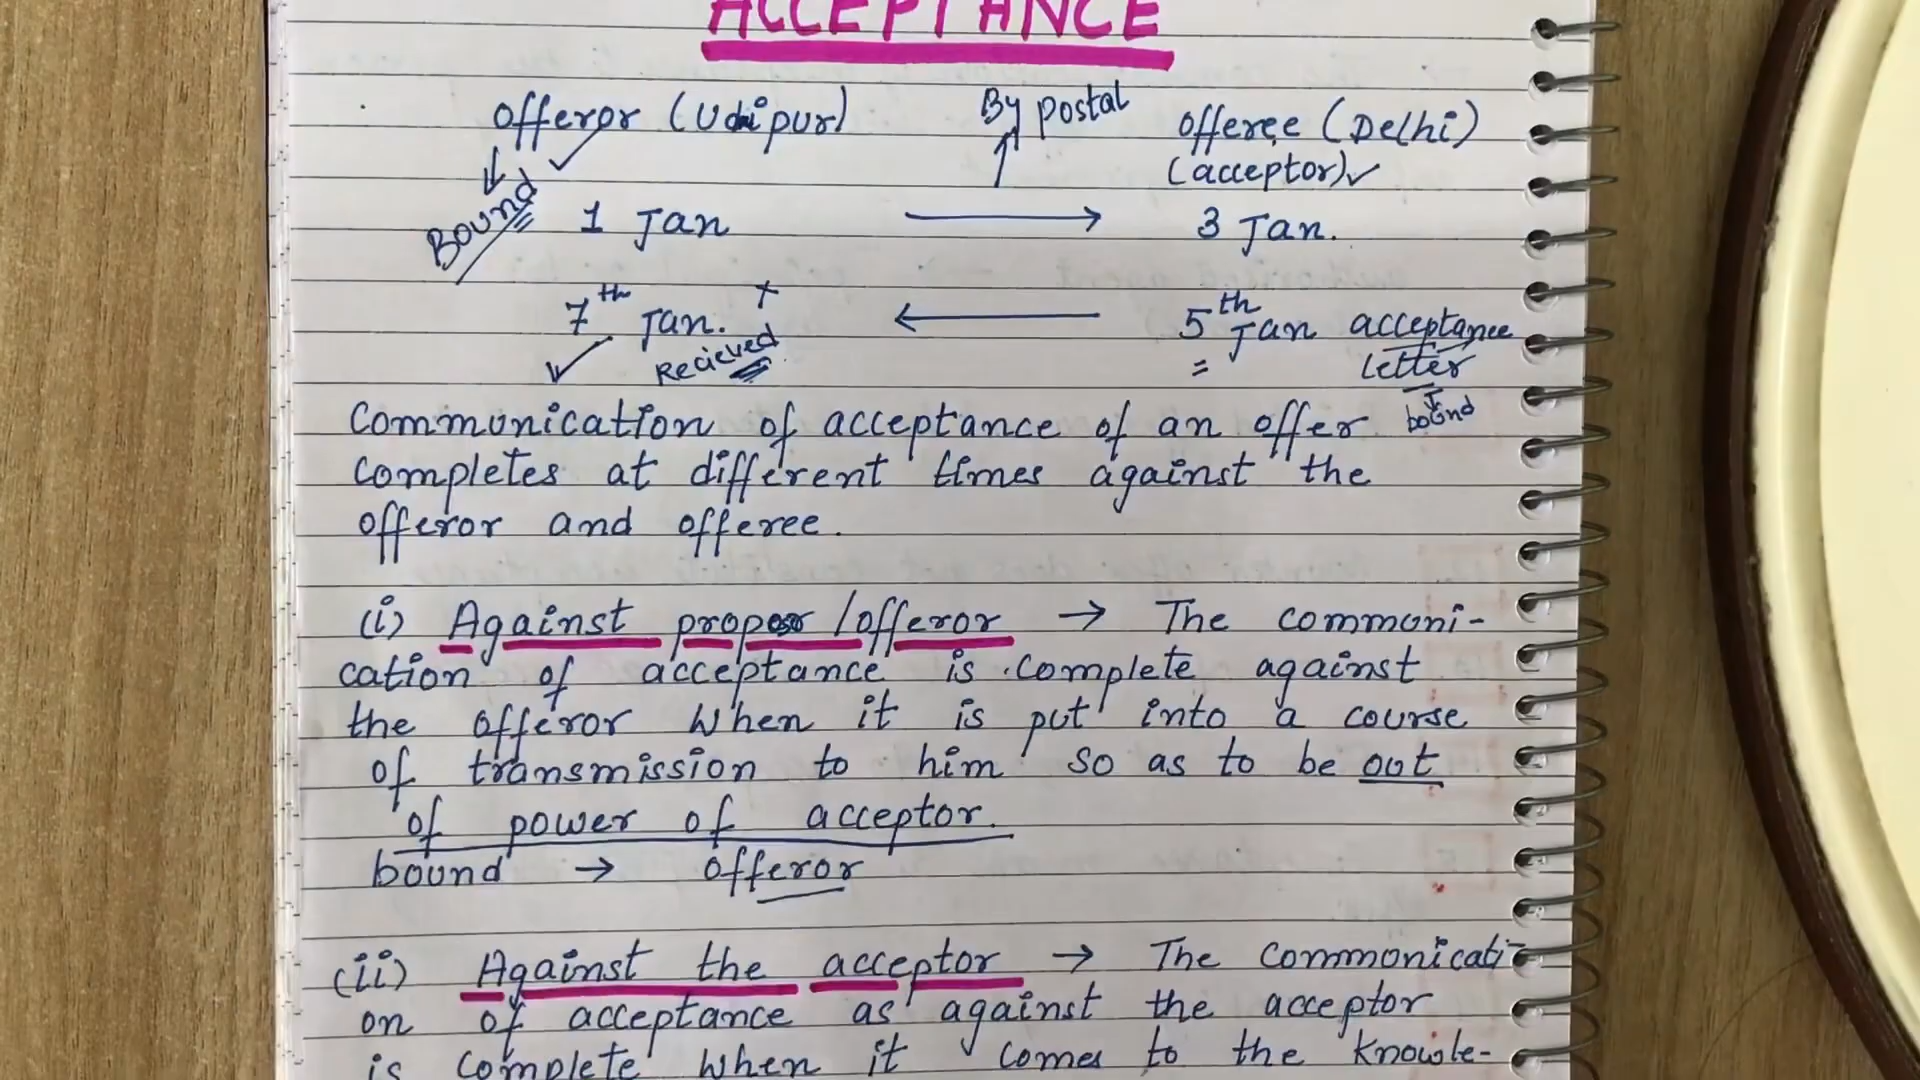 ACCEPTANCE
offeror (Udaipur) By postal offeree (Delhi)
(acceptor)
Bound 1 Jan → 3 Jan.
7th Jan. x ← 5th Jan acceptance
Recieved letter
bound
Communication of acceptance of an offer
completes at different times against the
offeror and offeree.
(i) Against propser/offeror → The communi-
cation of acceptance is complete against
the offeror when it is put into a course
of transmission to him so as to be out
of power of acceptor.
bound → offeror
(ii) Against the acceptor → The communicati-
on of acceptance as against the acceptor
is complete when it comes to the knowle-